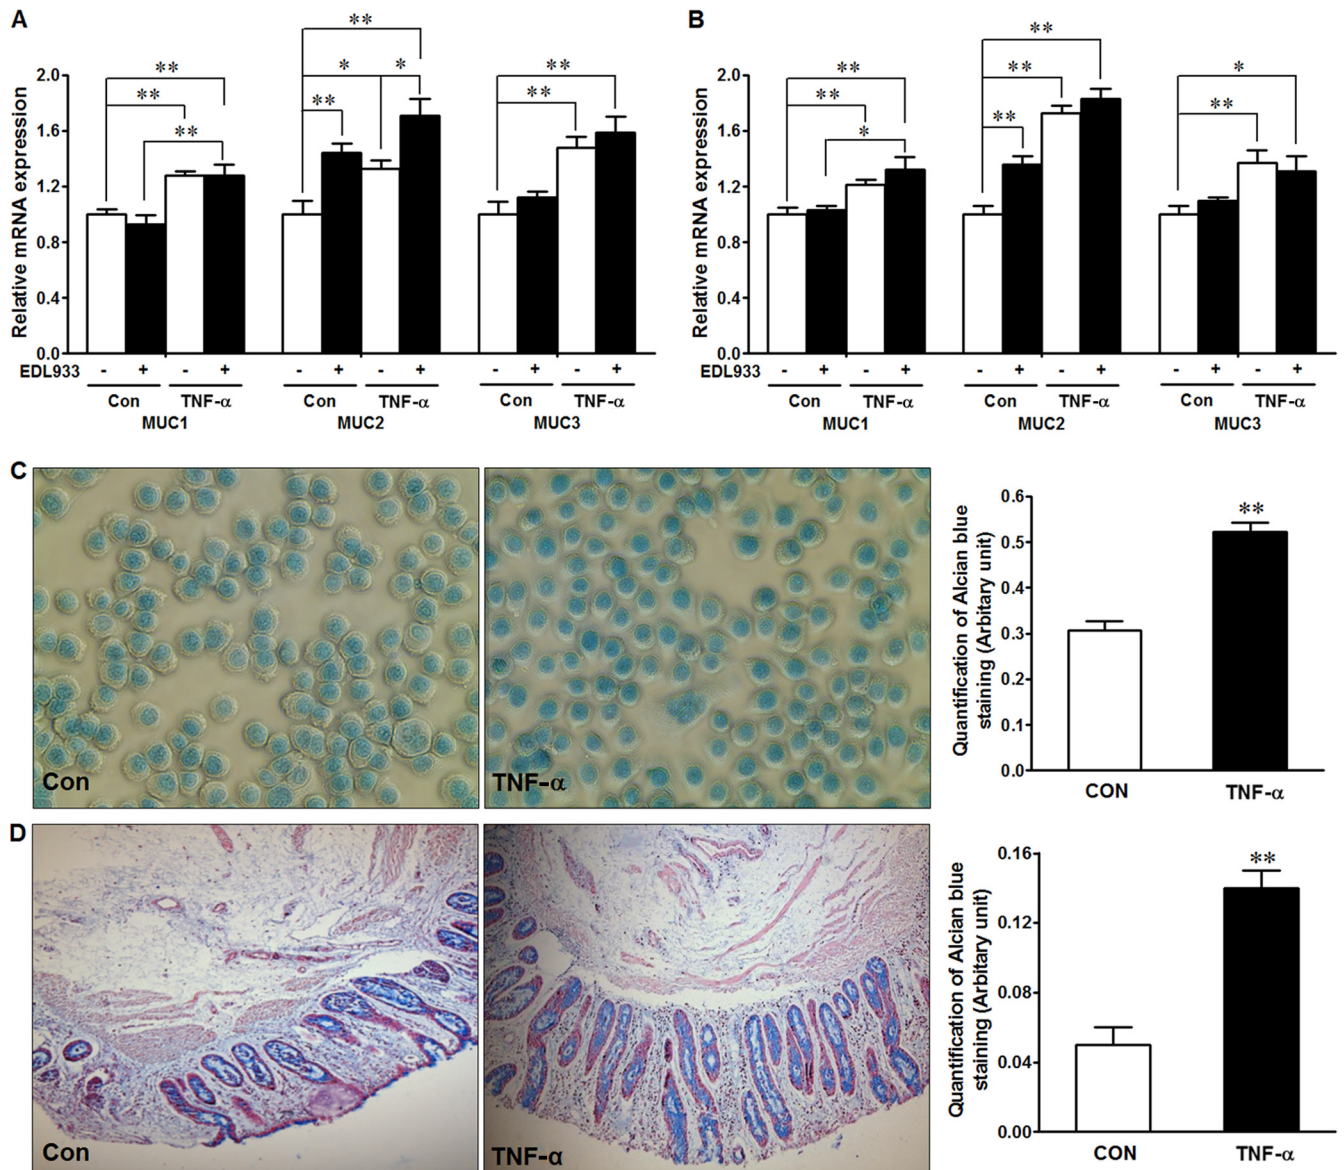 A
Relative mRNA expression
2.0
1.6
1.2
0.8
0.4
0.0
** ** **
** * * **
** ** **
EDL933 - + - + - + - + - + - +
Con TNF-α Con TNF-α Con TNF-α
MUC1 MUC2 MUC3
B
Relative mRNA expression
2.0
1.6
1.2
0.8
0.4
0.0
** ** *
** ** **
* ** **
EDL933 - + - + - + - + - + - +
Con TNF-α Con TNF-α Con TNF-α
MUC1 MUC2 MUC3
C
Con
TNF-α
Quantification of Alcian blue
staining (Arbitary unit)
0.6
0.5
0.4
0.3
0.2
0.1
0.0
**
CON TNF-α
D
Con
TNF-α
Quantification of Alcian blue
staining (Arbitary unit)
0.16
0.12
0.08
0.04
0.00
**
CON TNF-α